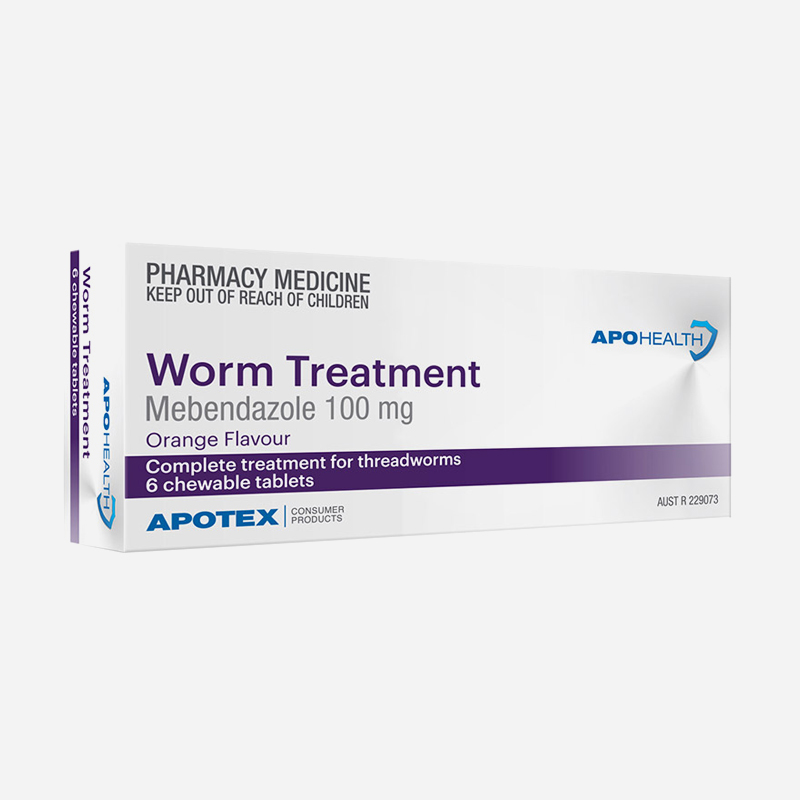 PHARMACY MEDICINE
KEEP OUT OF REACH OF CHILDREN
APOHEALTH
Worm Treatment
Mebendazole 100 mg
Orange Flavour
Complete treatment for threadworms
6 chewable tablets
APOTEX CONSUMER
PRODUCTS
AUST R 229073
Worm Treatment
6 chewable tablets
APOHEALTH